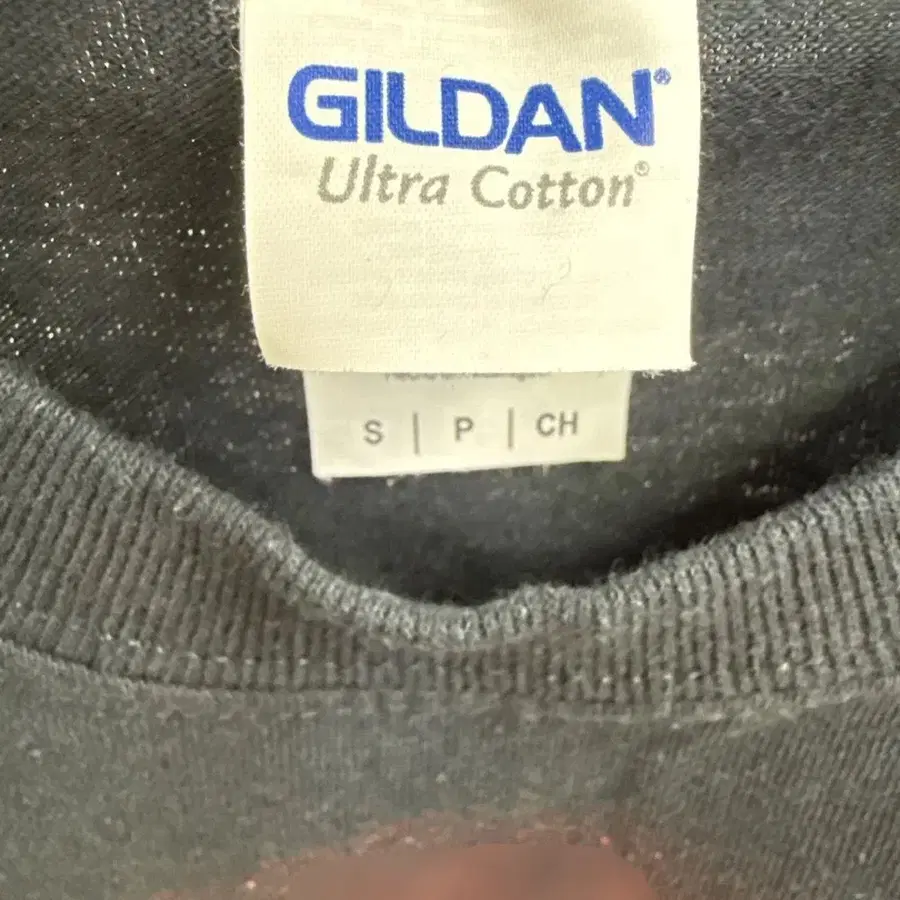 GILDAN®
Ultra Cotton®
S | P | CH